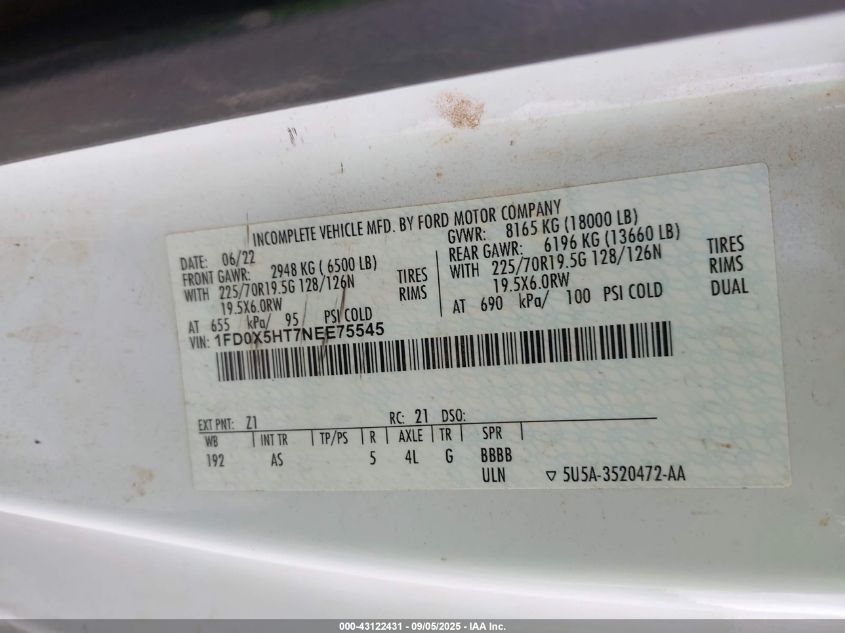 INCOMPLETE VEHICLE MFD. BY FORD MOTOR COMPANY
DATE: 06/22 GVWR: 8165 KG (18000 LB)
FRONT GAWR: 2948 KG ( 6500 LB) REAR GAWR: 6196 KG (13660 LB)
WITH 225/70R19.5G 128/126N TIRES WITH 225/70R19.5G 128/126N TIRES
19.5X6.0RW RIMS 19.5X6.0RW RIMS
AT 655 kPa/ 95 PSI COLD AT 690 kPa/ 100 PSI COLD DUAL
VIN: 1FD0X5HT7NEE75545
EXT PNT: Z1 RC: 21 DSO:
WB INT TR TP/PS R AXLE TR SPR
192 AS 5 4L G BBBB
ULN ▽ 5U5A-3520472-AA
000-43122431 - 09/05/2025 - IAA Inc.